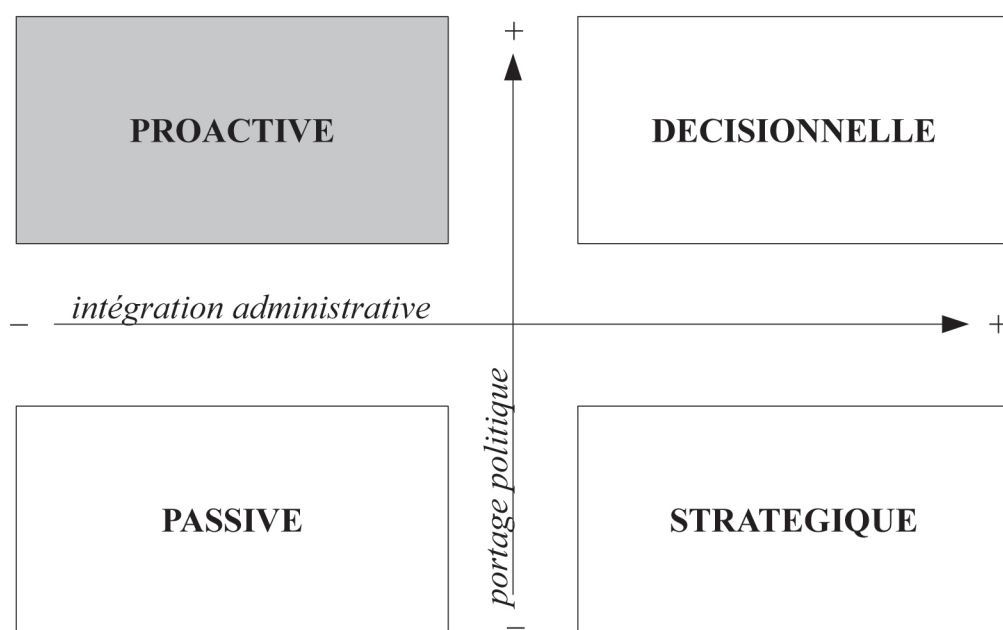 +
PROACTIVE
DECISIONNELLE
intégration administrative
–
+
portage politique
PASSIVE
STRATEGIQUE
–